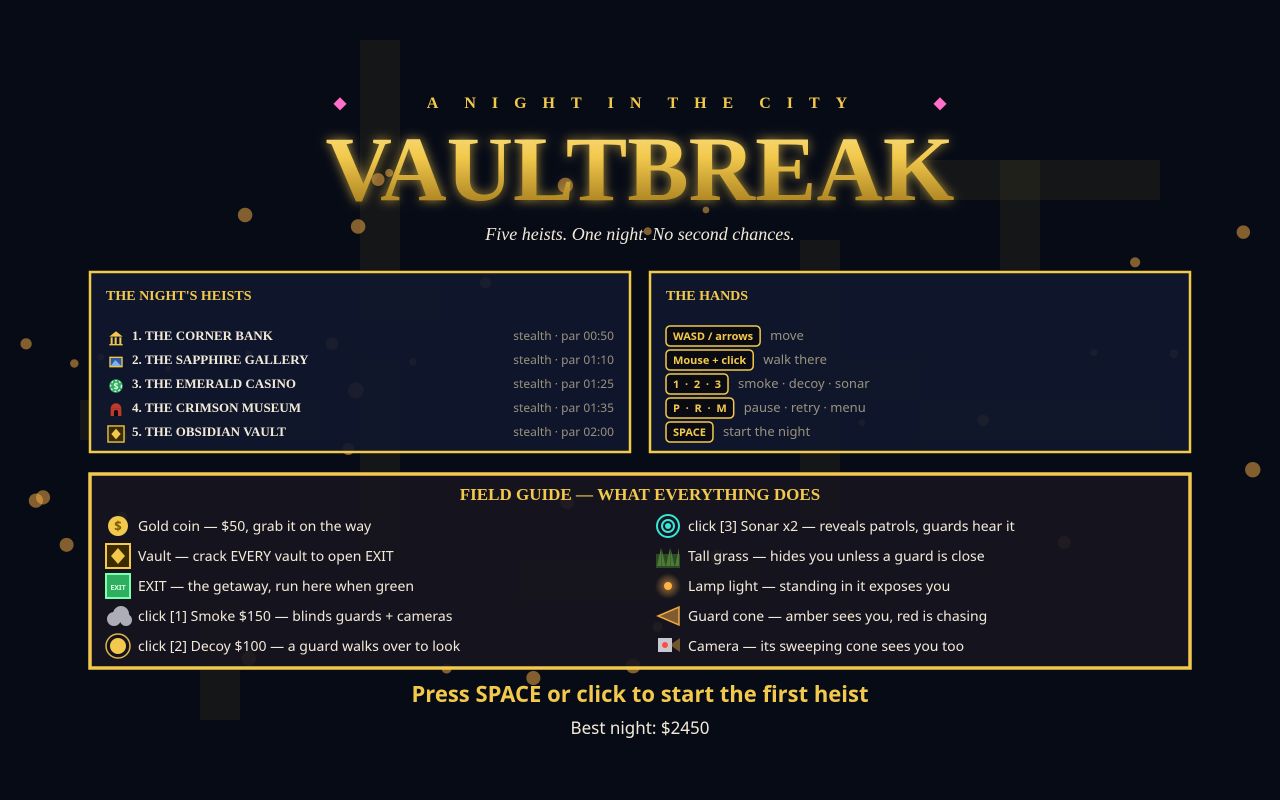 A NIGHT IN THE CITY
VAULTBREAK
Five heists. One night. No second chances.
THE NIGHT'S HEISTS
1. THE CORNER BANK stealth · par 00:50
2. THE SAPPHIRE GALLERY stealth · par 01:10
$ 3. THE EMERALD CASINO stealth · par 01:25
4. THE CRIMSON MUSEUM stealth · par 01:35
5. THE OBSIDIAN VAULT stealth · par 02:00
THE HANDS
WASD / arrows move
Mouse + click walk there
1 · 2 · 3 smoke · decoy · sonar
P · R · M pause · retry · menu
SPACE start the night
FIELD GUIDE — WHAT EVERYTHING DOES
$ Gold coin — $50, grab it on the way
Vault — crack EVERY vault to open EXIT
EXIT EXIT — the getaway, run here when green
click [1] Smoke $150 — blinds guards + cameras
click [2] Decoy $100 — a guard walks over to look
click [3] Sonar x2 — reveals patrols, guards hear it
Tall grass — hides you unless a guard is close
Lamp light — standing in it exposes you
Guard cone — amber sees you, red is chasing
Camera — its sweeping cone sees you too
Press SPACE or click to start the first heist
Best night: $2450